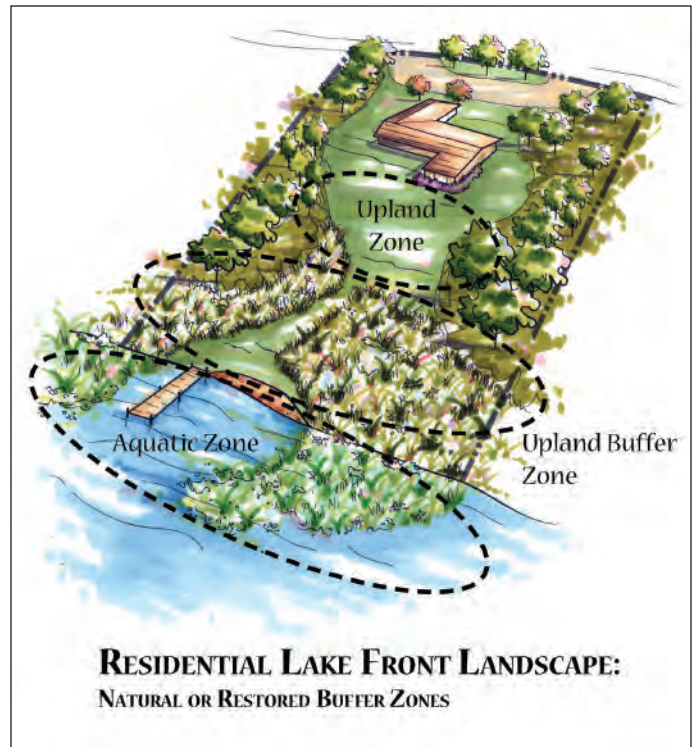 Upland
Zone
Aquatic Zone
Upland Buffer
Zone
RESIDENTIAL LAKE FRONT LANDSCAPE:
NATURAL OR RESTORED BUFFER ZONES